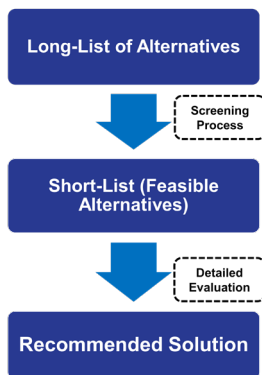 Long-List of Alternatives
Screening
Process
Short-List (Feasible
Alternatives)
Detailed
Evaluation
Recommended Solution